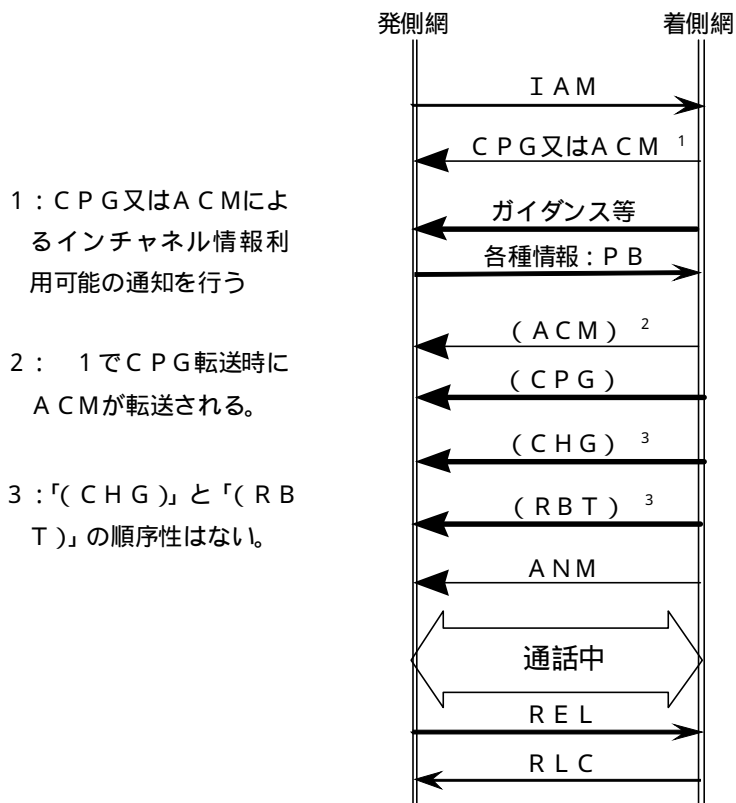 発側網
着側網
ＩＡＭ
ＣＰＧ又はＡＣＭ 1
1：ＣＰＧ又はＡＣＭによ
るインチャネル情報利
用可能の通知を行う
ガイダンス等
各種情報：ＰＢ
2： 1でＣＰＧ転送時に
ＡＣＭが転送される。
（ＡＣＭ） 2
（ＣＰＧ）
（ＣＨＧ） 3
3：「（ＣＨＧ）」と「（ＲＢ
Ｔ）」の順序性はない。
（ＲＢＴ） 3
ＡＮＭ
通話中
ＲＥＬ
ＲＬＣ